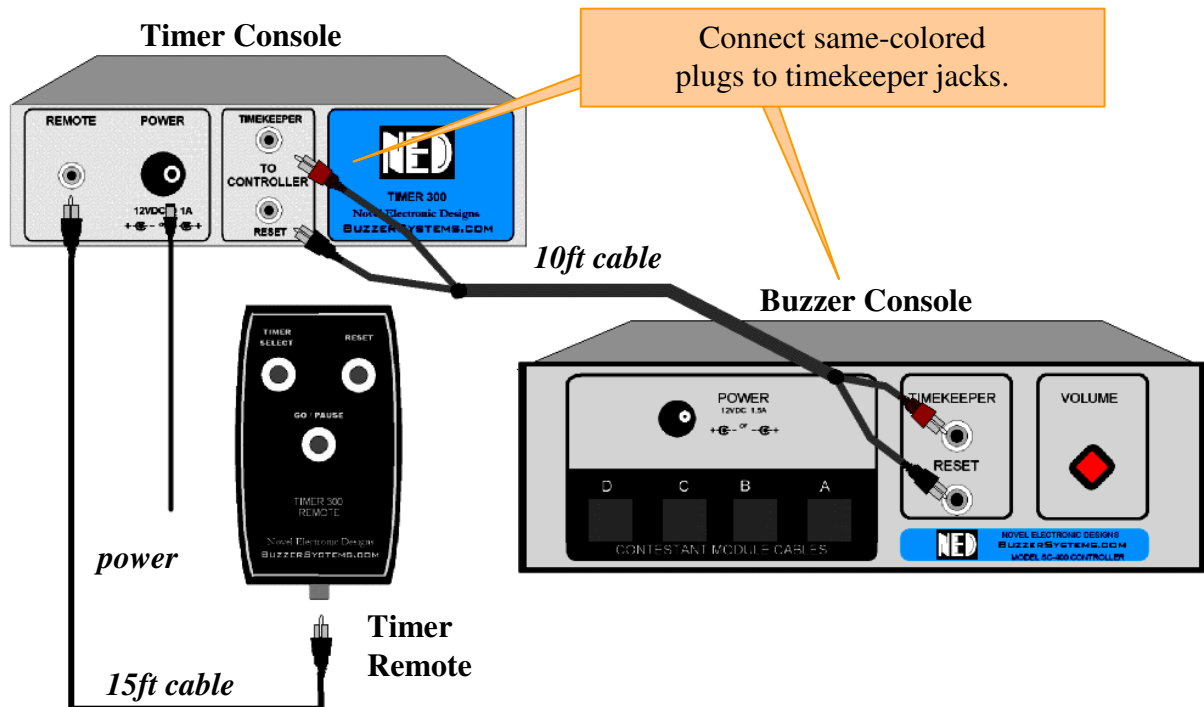 Timer Console
Connect same-colored
plugs to timekeeper jacks.
REMOTE
POWER
12VDC 1A
TIMEKEEPER
TO
CONTROLLER
RESET
NED
TIMER 300
Novel Electronic Designs
BUZZERSYSTEMS.COM
10ft cable
Buzzer Console
TIMER
SELECT
RESET
GO / PAUSE
TIMER 300
REMOTE
Novel Electronic Designs
BUZZERSYSTEMS.COM
POWER
12VDC 1.5A
or
D C B A
CONTESTANT MODULE CABLES
TIMEKEEPER
RESET
VOLUME
NED
NOVEL ELECTRONIC DESIGNS
BUZZERSYSTEMS.COM
MODEL SC-400 CONTROLLER
power
Timer
Remote
15ft cable